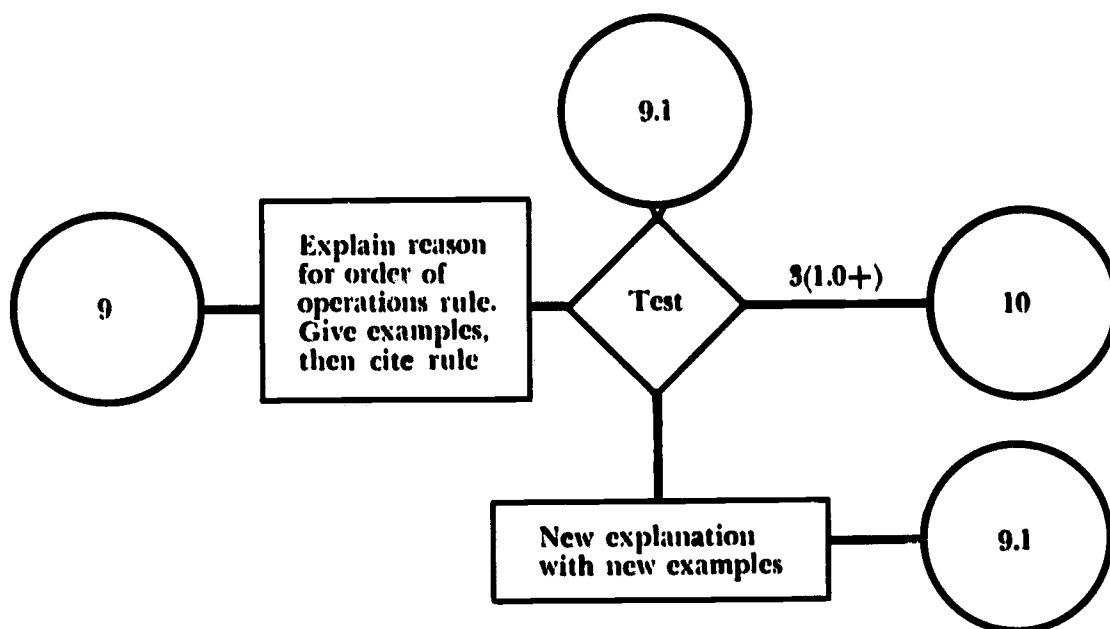 9.1
9
Explain reason
for order of
operations rule.
Give examples,
then cite rule
Test
3(1.0+)
10
New explanation
with new examples
9.1